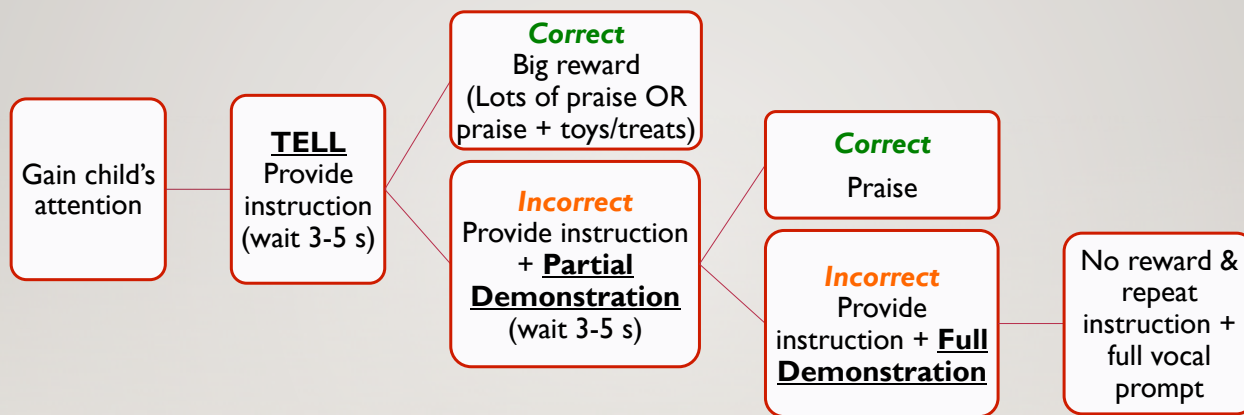 Gain child's
attention
TELL
Provide
instruction
(wait 3-5 s)
Correct
Big reward
(Lots of praise OR
praise + toys/treats)
Incorrect
Provide instruction
+ Partial
Demonstration
(wait 3-5 s)
Correct
Praise
Incorrect
Provide
instruction + Full
Demonstration
No reward &
repeat
instruction +
full vocal
prompt